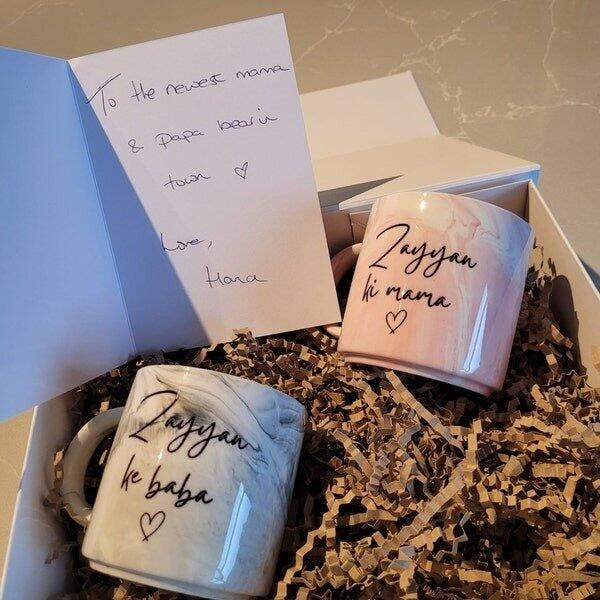 To the newest mama
& papa bear in
town ♡
Love,
Hana
Zayyan
ki mama
♡
Zayyan
ke baba
♡